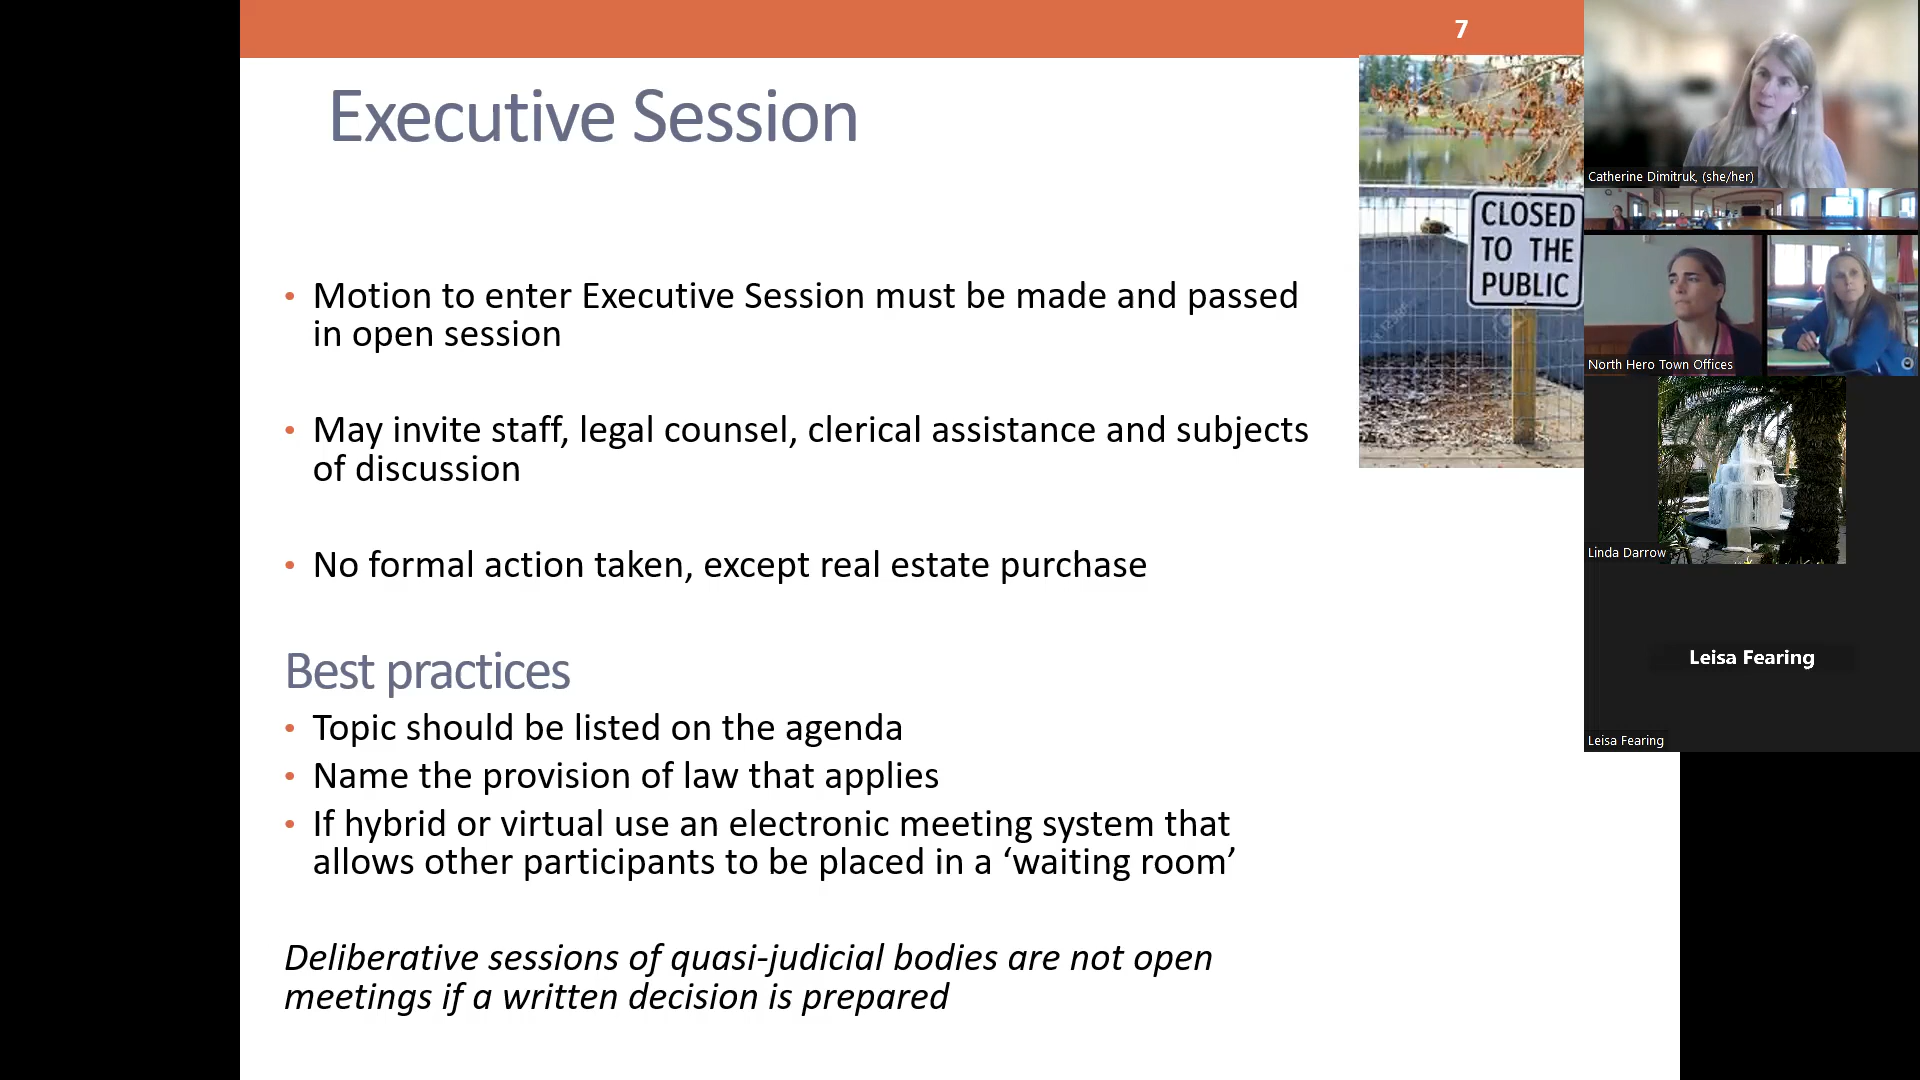 7
Executive Session
CLOSED
TO THE
PUBLIC
• Motion to enter Executive Session must be made and passed
in open session
• May invite staff, legal counsel, clerical assistance and subjects
of discussion
• No formal action taken, except real estate purchase
Best practices
• Topic should be listed on the agenda
• Name the provision of law that applies
• If hybrid or virtual use an electronic meeting system that
allows other participants to be placed in a ‘waiting room’
Deliberative sessions of quasi-judicial bodies are not open
meetings if a written decision is prepared
Catherine Dimitruk, (she/her)
North Hero Town Offices
Linda Darrow
Leisa Fearing
Leisa Fearing